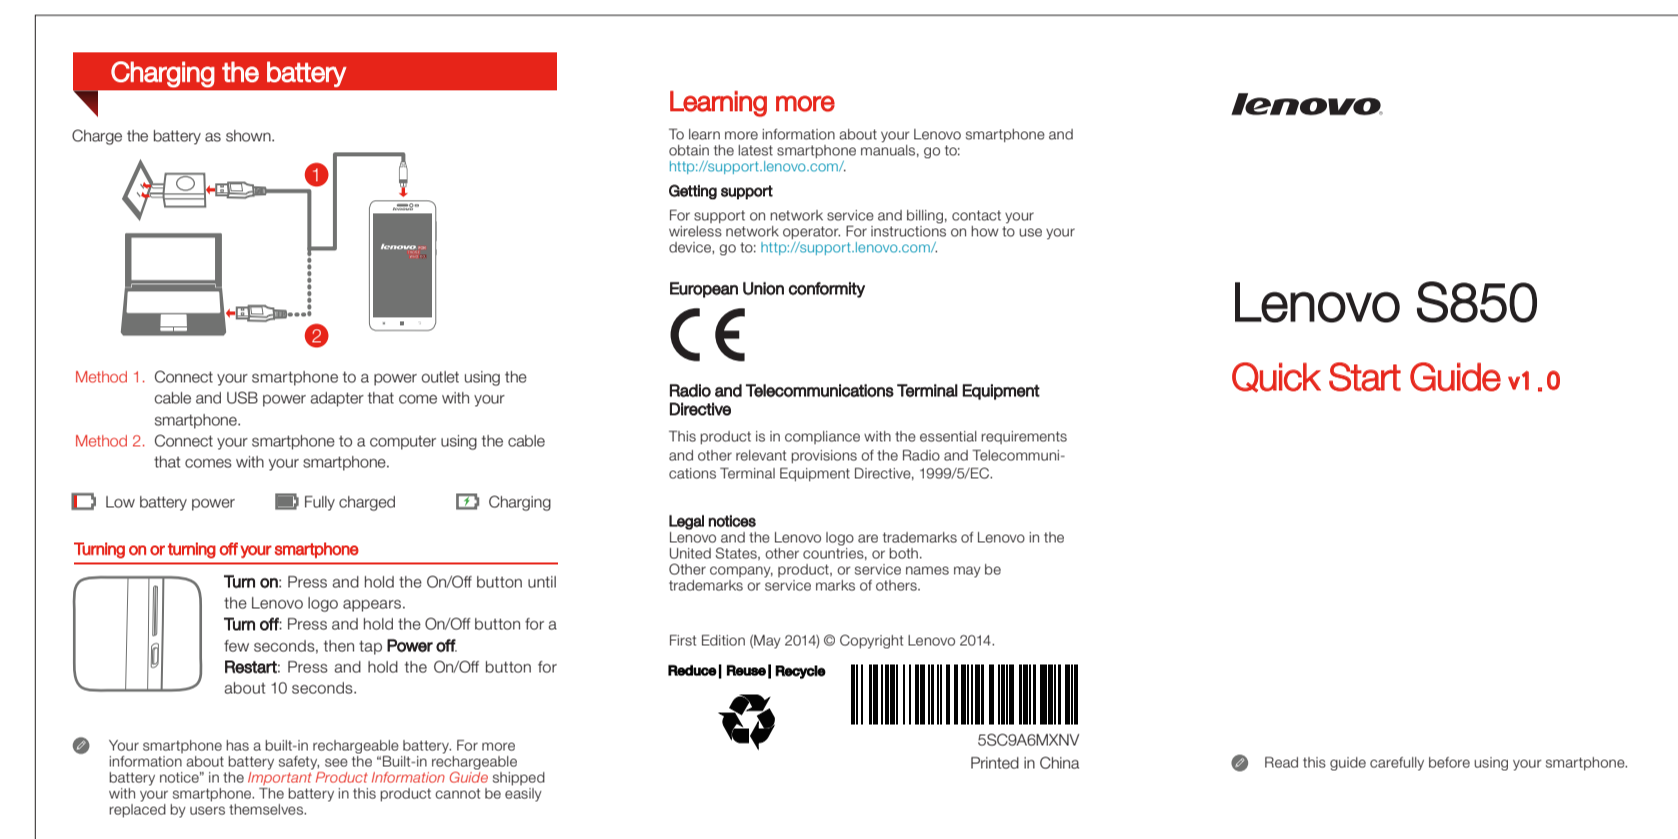 Charging the battery
Charge the battery as shown.
1
lenovo
lenovo
2
Method 1. Connect your smartphone to a power outlet using the
cable and USB power adapter that come with your
smartphone.
Method 2. Connect your smartphone to a computer using the cable
that comes with your smartphone.
Low battery power Fully charged Charging
Turning on or turning off your smartphone
Turn on: Press and hold the On/Off button until
the Lenovo logo appears.
Turn off: Press and hold the On/Off button for a
few seconds, then tap Power off.
Restart: Press and hold the On/Off button for
about 10 seconds.
Your smartphone has a built-in rechargeable battery. For more
information about battery safety, see the “Built-in rechargeable
battery notice” in the Important Product Information Guide shipped
with your smartphone. The battery in this product cannot be easily
replaced by users themselves.
Learning more
To learn more information about your Lenovo smartphone and
obtain the latest smartphone manuals, go to:
http://support.lenovo.com/.
Getting support
For support on network service and billing, contact your
wireless network operator. For instructions on how to use your
device, go to: http://support.lenovo.com/.
European Union conformity
CE
Radio and Telecommunications Terminal Equipment
Directive
This product is in compliance with the essential requirements
and other relevant provisions of the Radio and Telecommuni-
cations Terminal Equipment Directive, 1999/5/EC.
Legal notices
Lenovo and the Lenovo logo are trademarks of Lenovo in the
United States, other countries, or both.
Other company, product, or service names may be
trademarks or service marks of others.
First Edition (May 2014) © Copyright Lenovo 2014.
Reduce | Reuse | Recycle
5SC9A6MXNV
Printed in China
lenovo
Lenovo S850
Quick Start Guide v1.0
Read this guide carefully before using your smartphone.